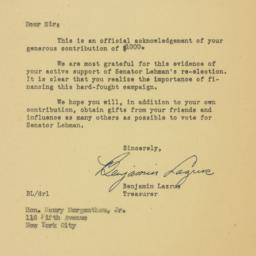 Dear Sir:
This is an official acknowledgement of your
generous contribution of $1000.
We are most grateful for this evidence of
your active support of Senator Lehman's re-election.
It is clear that you realize the importance of fi-
nancing this hard-fought campaign.
We hope you will, in addition to your own
contribution, obtain gifts from your friends and
influence as many others as possible to vote for
Senator Lehman.
Sincerely,
Benjamin Lazrus
Benjamin Lazrus
Treasurer
BL/drl
Hon. Henry Morgenthau, Jr.
118 Fifth Avenue
New York City